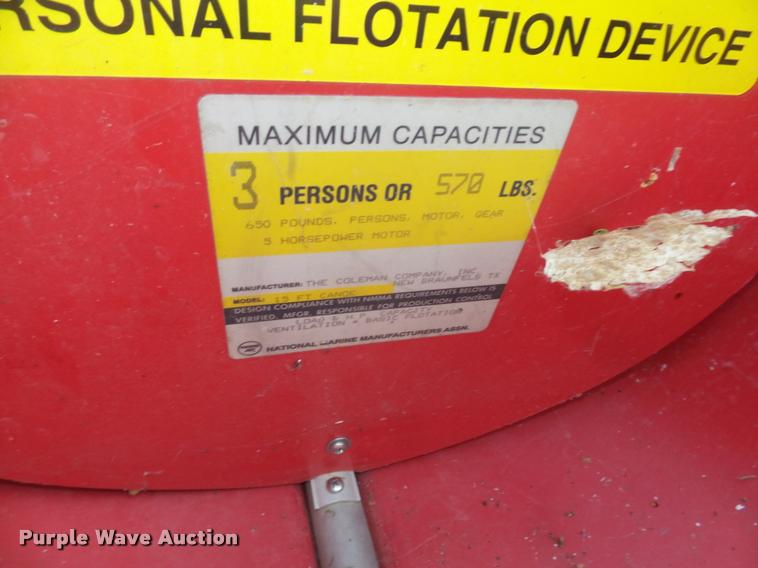 RSONAL FLOTATION DEVICE
MAXIMUM CAPACITIES
3 PERSONS OR 570 LBS.
650 POUNDS, PERSONS, MOTOR, GEAR
5 HORSEPOWER MOTOR
MANUFACTURER: THE COLEMAN COMPANY, INC.
NEW BRAUNFELS TX
MODEL: 15 FT CANOE
DESIGN COMPLIANCE WITH NMMA REQUIREMENTS BELOW IS
VERIFIED. MFGR. RESPONSIBLE FOR PRODUCTION CONTROL
LOAD & H.P. CAPACITY
VENTILATION * BASIC FLOTATION
NATIONAL MARINE MANUFACTURERS ASSN.
Purple Wave Auction